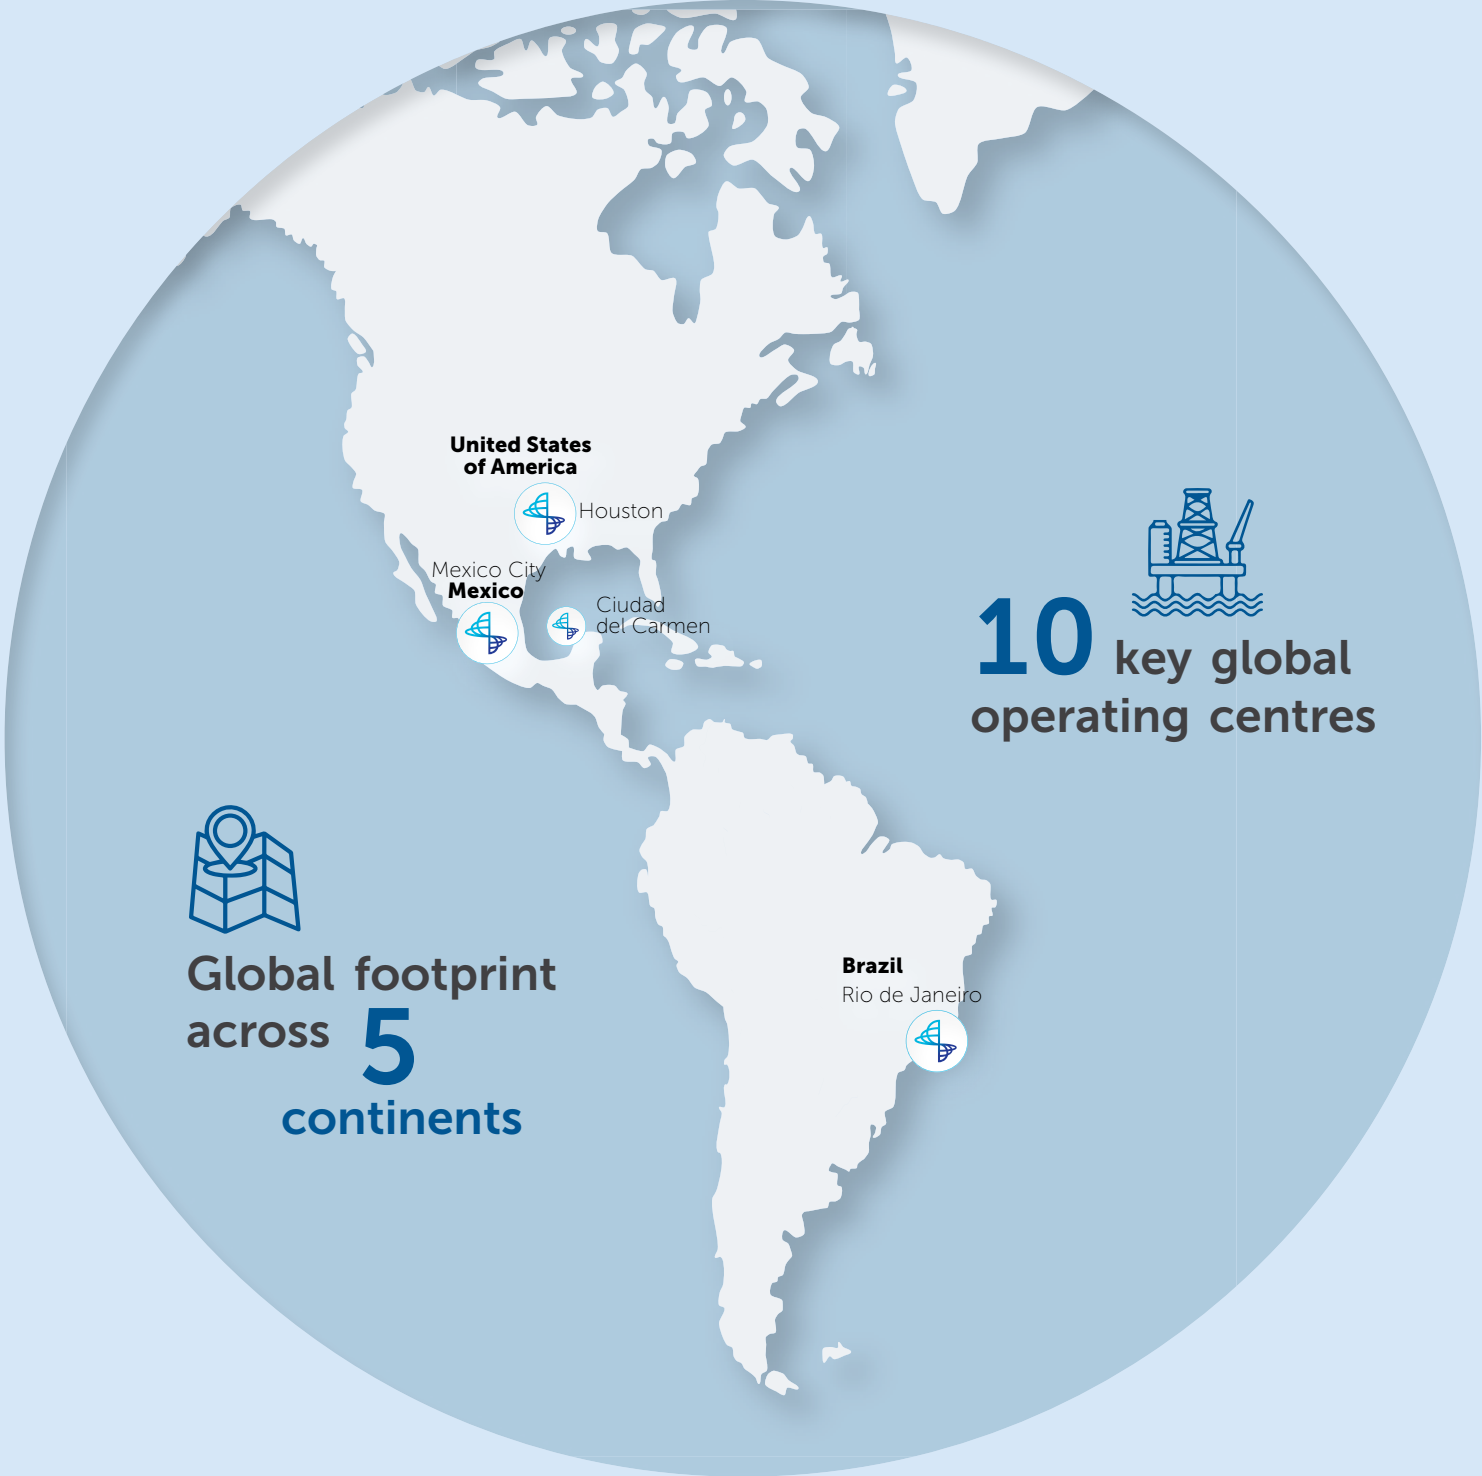 United States
of America
Houston
Mexico City
Mexico
Ciudad
del Carmen
10 key global
operating centres
Global footprint
across 5
continents
Brazil
Rio de Janeiro